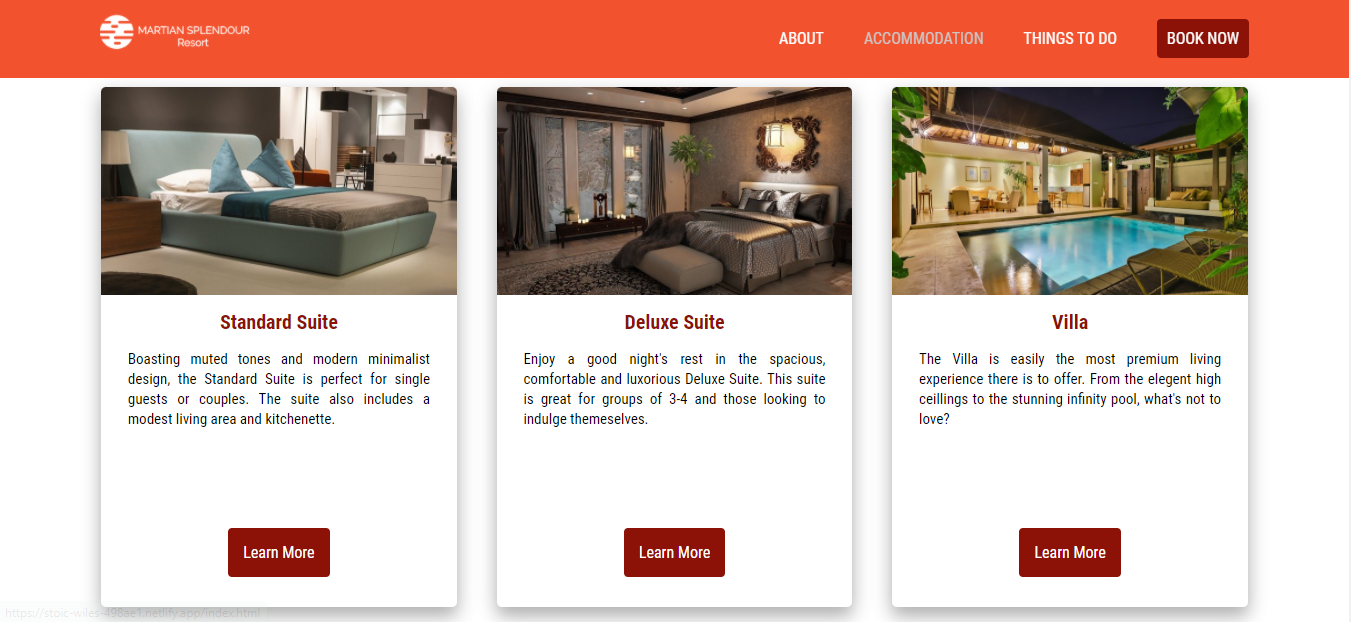 MARTIAN SPLENDOUR
Resort
ABOUT
ACCOMMODATION
THINGS TO DO
BOOK NOW
Standard Suite
Boasting muted tones and modern minimalist
design, the Standard Suite is perfect for single
guests or couples. The suite also includes a
modest living area and kitchenette.
Learn More
Deluxe Suite
Enjoy a good night's rest in the spacious,
comfortable and luxorious Deluxe Suite. This suite
is great for groups of 3-4 and those looking to
indulge themeselves.
Learn More
Villa
The Villa is easily the most premium living
experience there is to offer. From the elegent high
ceillings to the stunning infinity pool, what's not to
love?
Learn More
https://stoic-wiles-498ae1.netlify.app/index.html